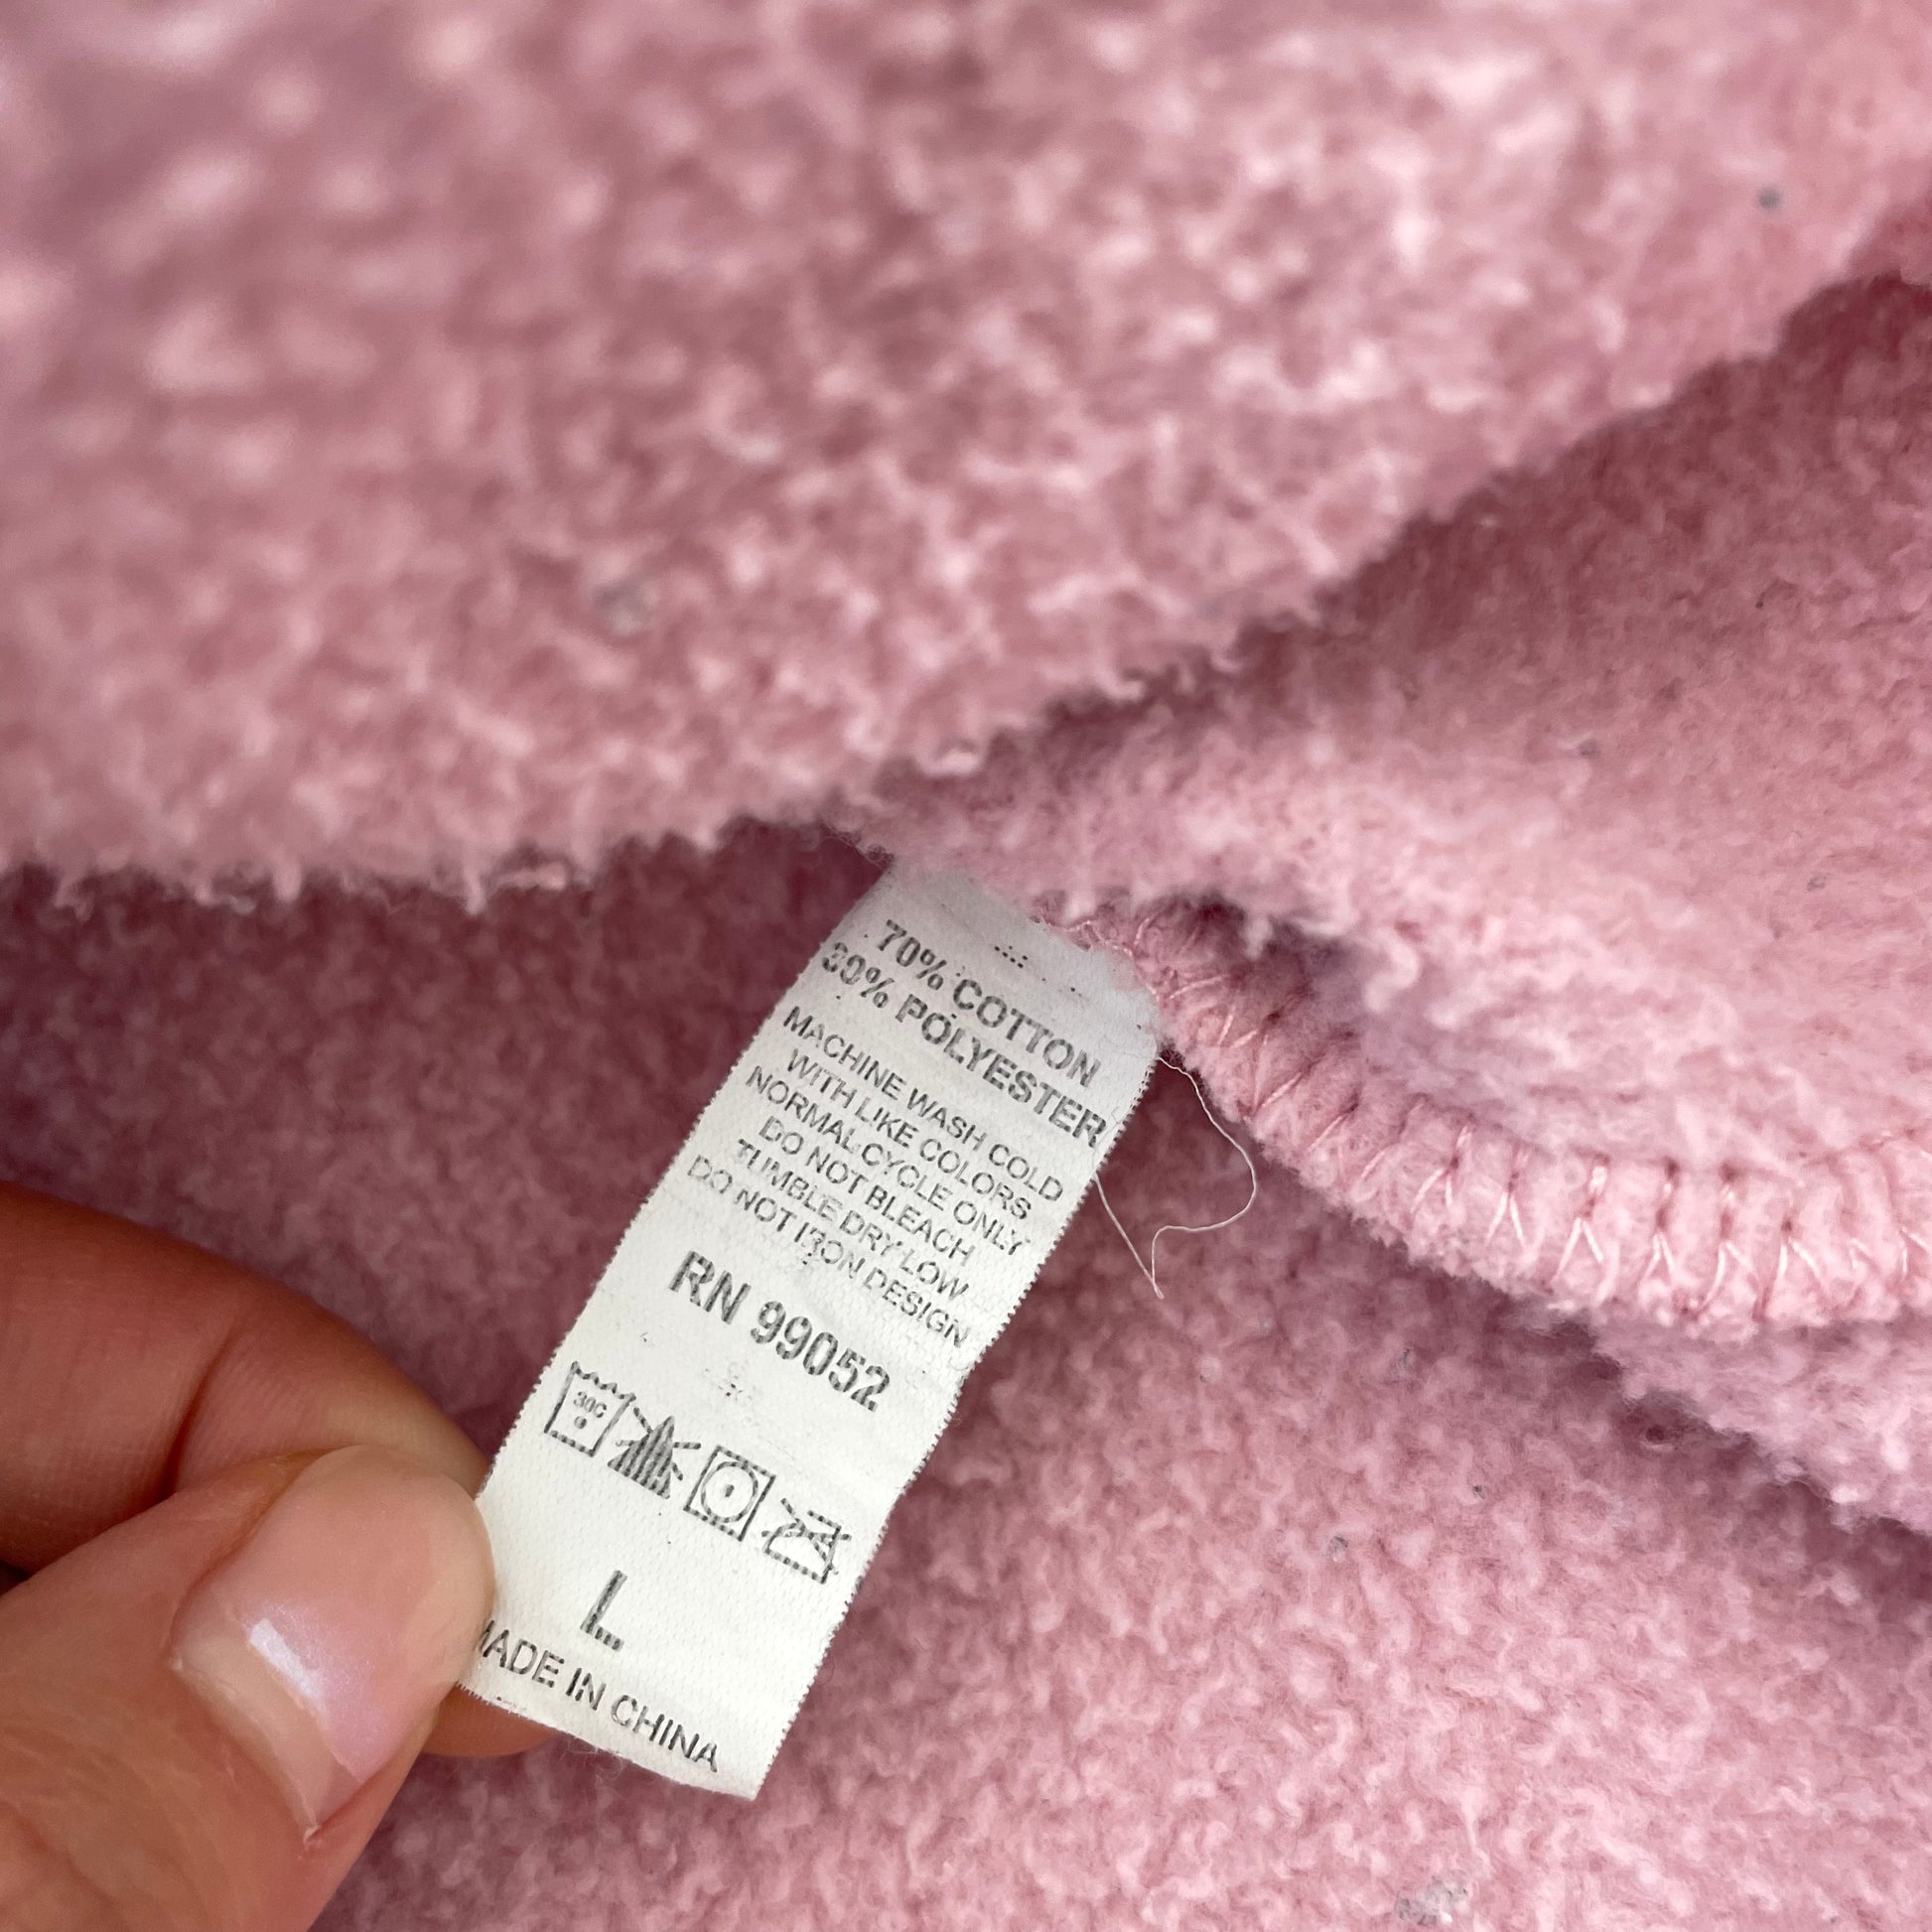 70% COTTON
30% POLYESTER
MACHINE WASH COLD
WITH LIKE COLORS
NORMAL CYCLE ONLY
DO NOT BLEACH
TUMBLE DRY LOW
DO NOT IRON DESIGN
RN 99052
30C
L
MADE IN CHINA